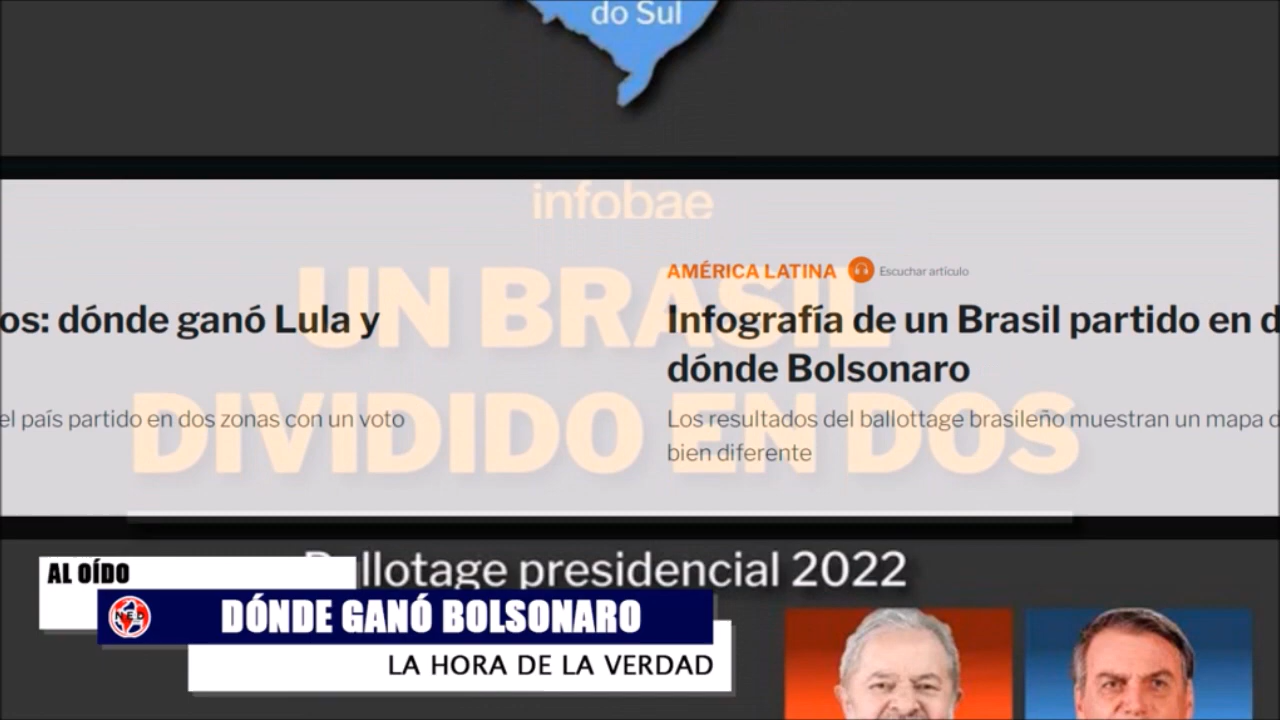 do Sul
infobae
UN BRASIL
DIVIDIDO EN DOS
AMÉRICA LATINA Escuchar artículo
os: dónde ganó Lula y
Infografía de un Brasil partido en d
dónde Bolsonaro
el país partido en dos zonas con un voto
Los resultados del ballottage brasileño muestran un mapa d
bien diferente
Ballotage presidencial 2022
AL OÍDO
DÓNDE GANÓ BOLSONARO
LA HORA DE LA VERDAD